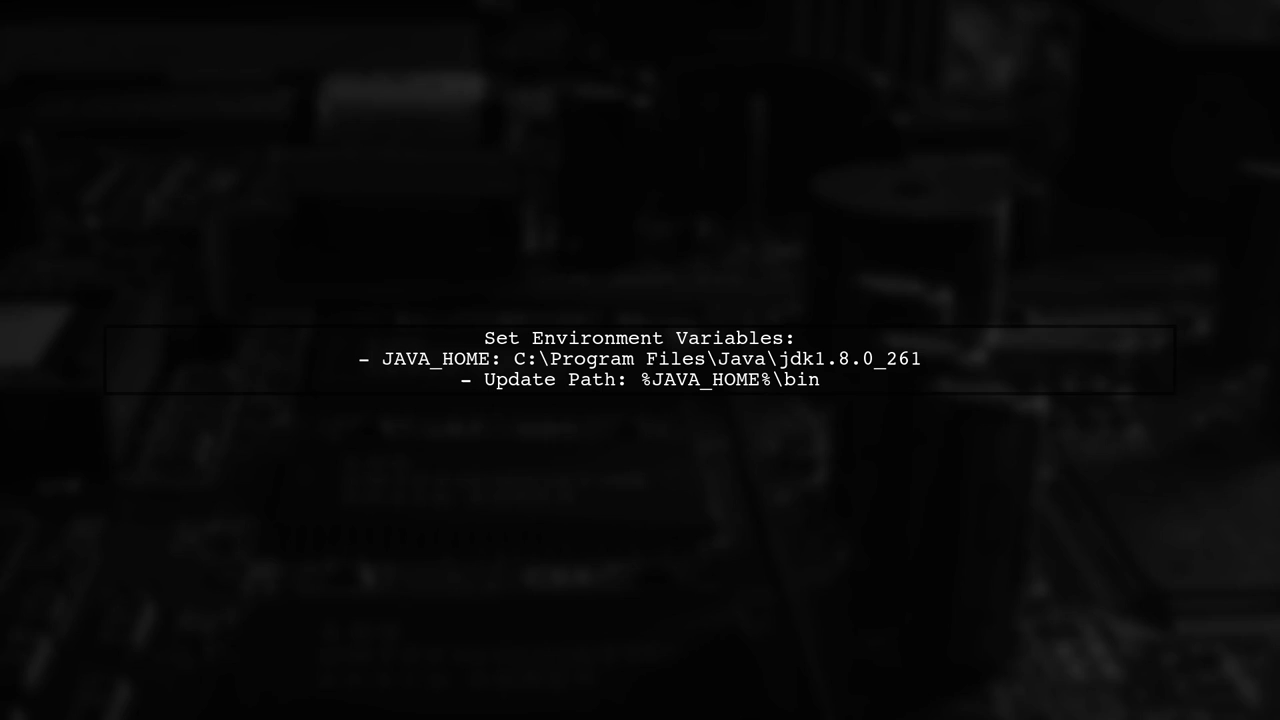 Set Environment Variables:
- JAVA_HOME: C:\Program Files\Java\jdk1.8.0_261
- Update Path: %JAVA_HOME%\bin